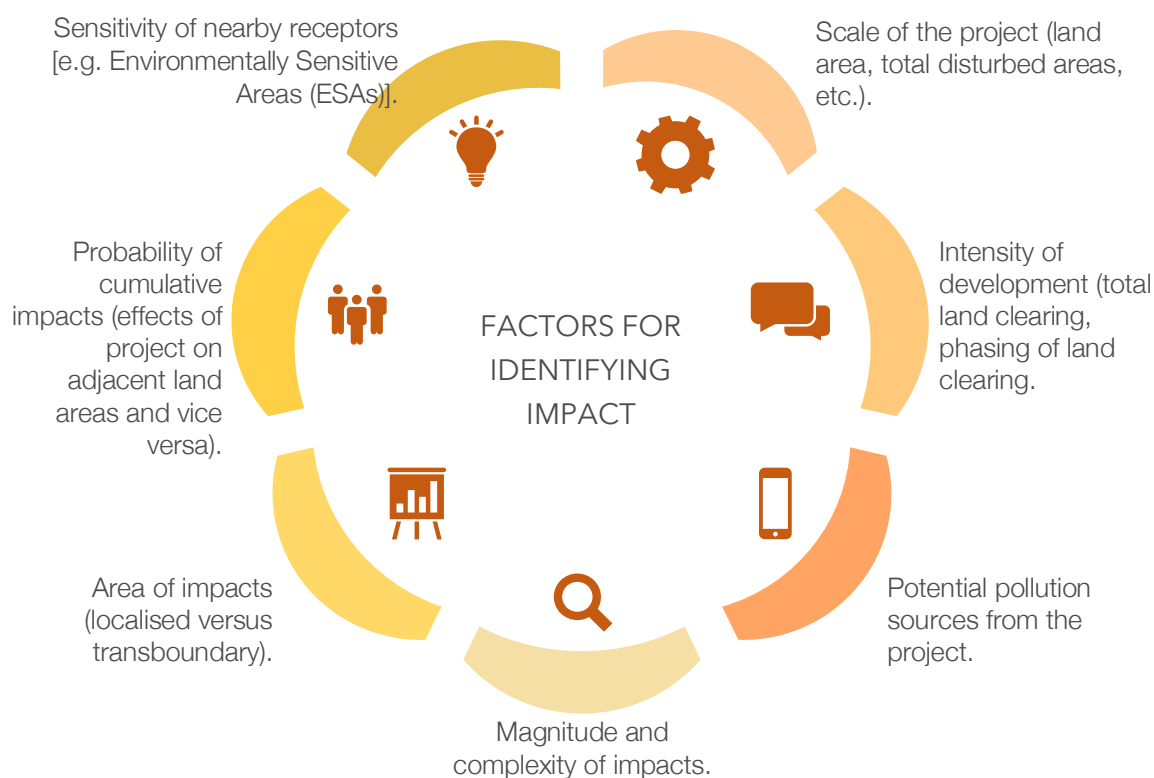 Sensitivity of nearby receptors
[e.g. Environmentally Sensitive
Areas (ESAs)].
Scale of the project (land
area, total disturbed areas,
etc.).
Probability of
cumulative
impacts (effects of
project on
adjacent land
areas and vice
versa).
FACTORS FOR
IDENTIFYING
IMPACT
Intensity of
development (total
land clearing,
phasing of land
clearing.
Area of impacts
(localised versus
transboundary).
Potential pollution
sources from the
project.
Magnitude and
complexity of impacts.